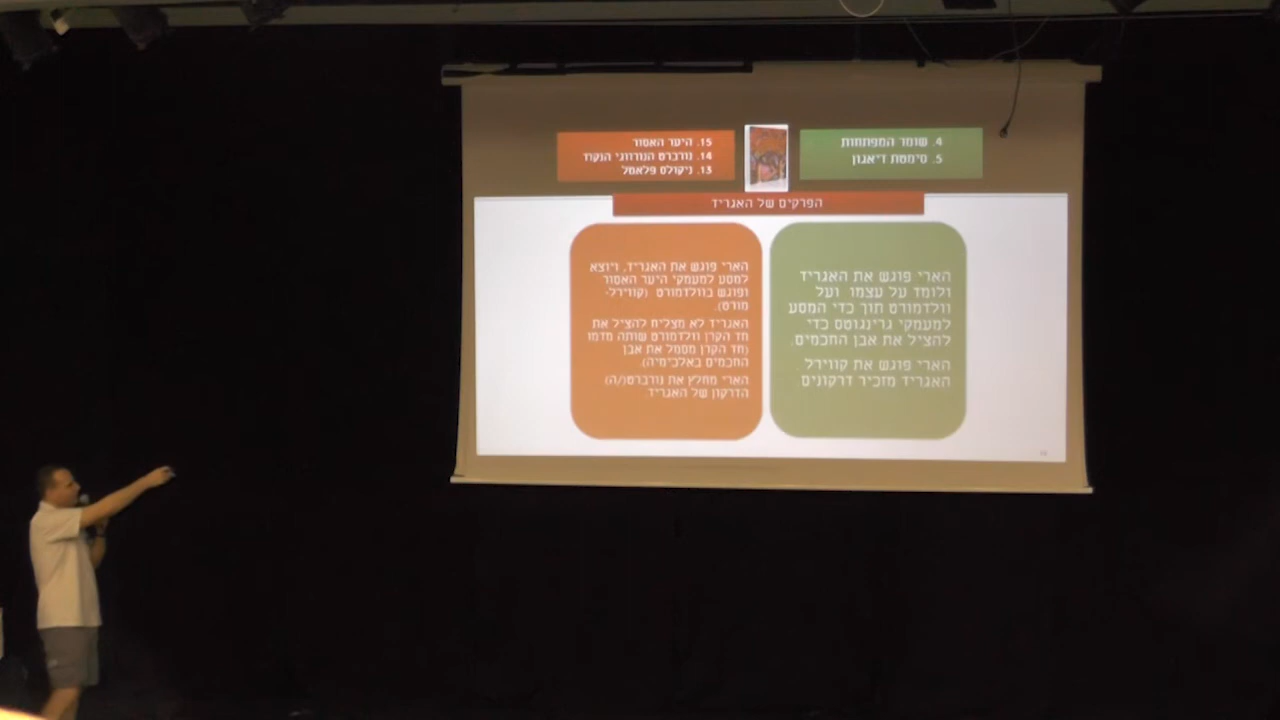 4. שומר המפתחות
5. סימטת דיאגון
15. היער האסור
14. נורברט הנורווגי הנקוד
13. ניקולס פלאמל
הפרקים של האגריד
הארי פוגש את האגריד
ולומד על עצמו ועל
וולדמורט תוך כדי המסע
למעמקי גרינגוטס כדי
להציל את אבן החכמים.
הארי פוגש את קווירל.
האגריד מזכיר דרקונים
הארי פוגש את האגריד, ויוצא
למסע למעמקי היער האסור
ופוגש בוולדמורט (קווירל-
מורט).
האגריד לא מצליח להציל את
חד הקרן וולדמורט שותה מדמו
(חד הקרן מסמל את אבן
החכמים באלכימיה).
הארי מחלץ את נורברט(/ה)
הדרקון של האגריד.